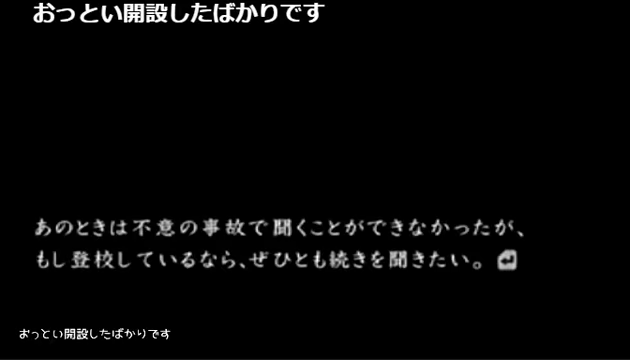 おっとい開設したばかりです
あのときは不意の事故で聞くことができなかったが、
もし登校しているなら、ぜひとも続きを聞きたい。
おっとい開設したばかりです